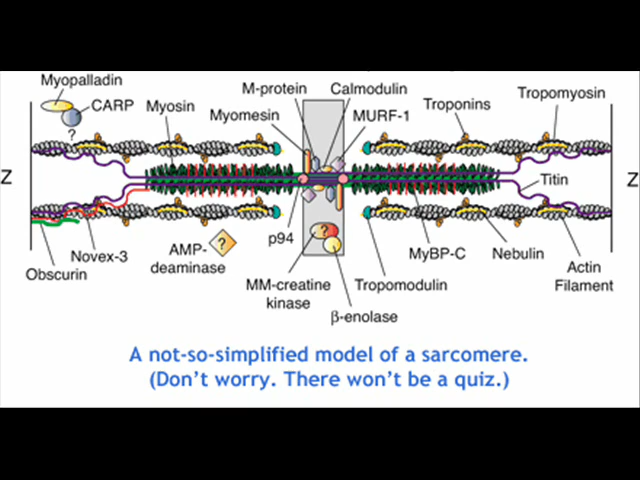 Myopalladin
CARP
?
Myosin
M-protein
Calmodulin
Myomesin
MURF-1
Troponins
Tropomyosin
Z
Z
Titin
Obscurin
Novex-3
AMP-
deaminase
?
p94
?
MM-creatine
kinase
β-enolase
Tropomodulin
MyBP-C
Nebulin
Actin
Filament
A not-so-simplified model of a sarcomere.
(Don't worry. There won't be a quiz.)